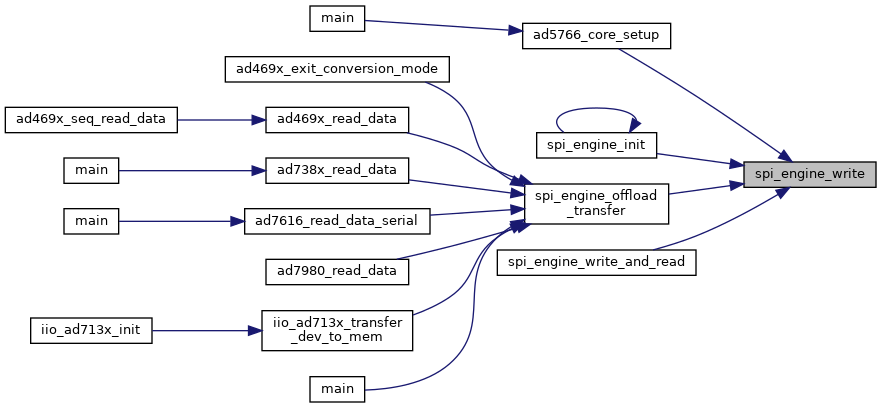 main
ad5766_core_setup
ad469x_exit_conversion_mode
ad469x_seq_read_data
ad469x_read_data
spi_engine_init
main
ad738x_read_data
spi_engine_write
spi_engine_offload
_transfer
main
ad7616_read_data_serial
spi_engine_write_and_read
ad7980_read_data
iio_ad713x_init
iio_ad713x_transfer
_dev_to_mem
main